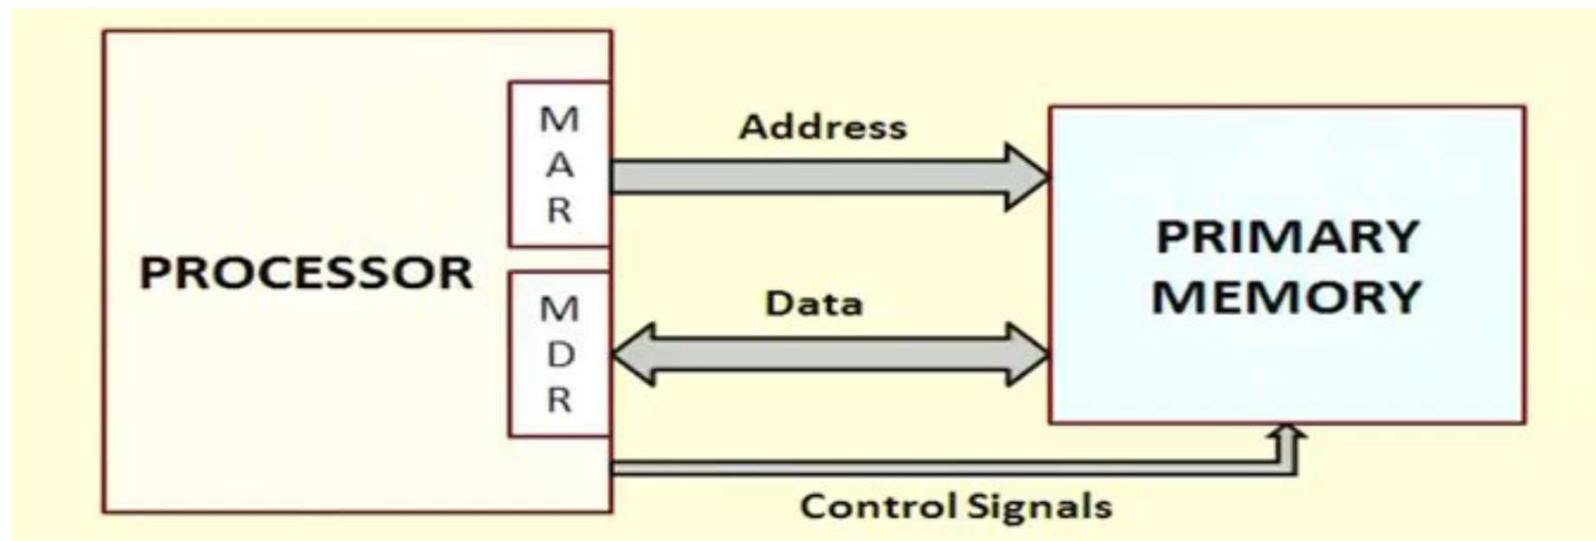 PROCESSOR
M
A
R
M
D
R
Address
Data
Control Signals
PRIMARY
MEMORY